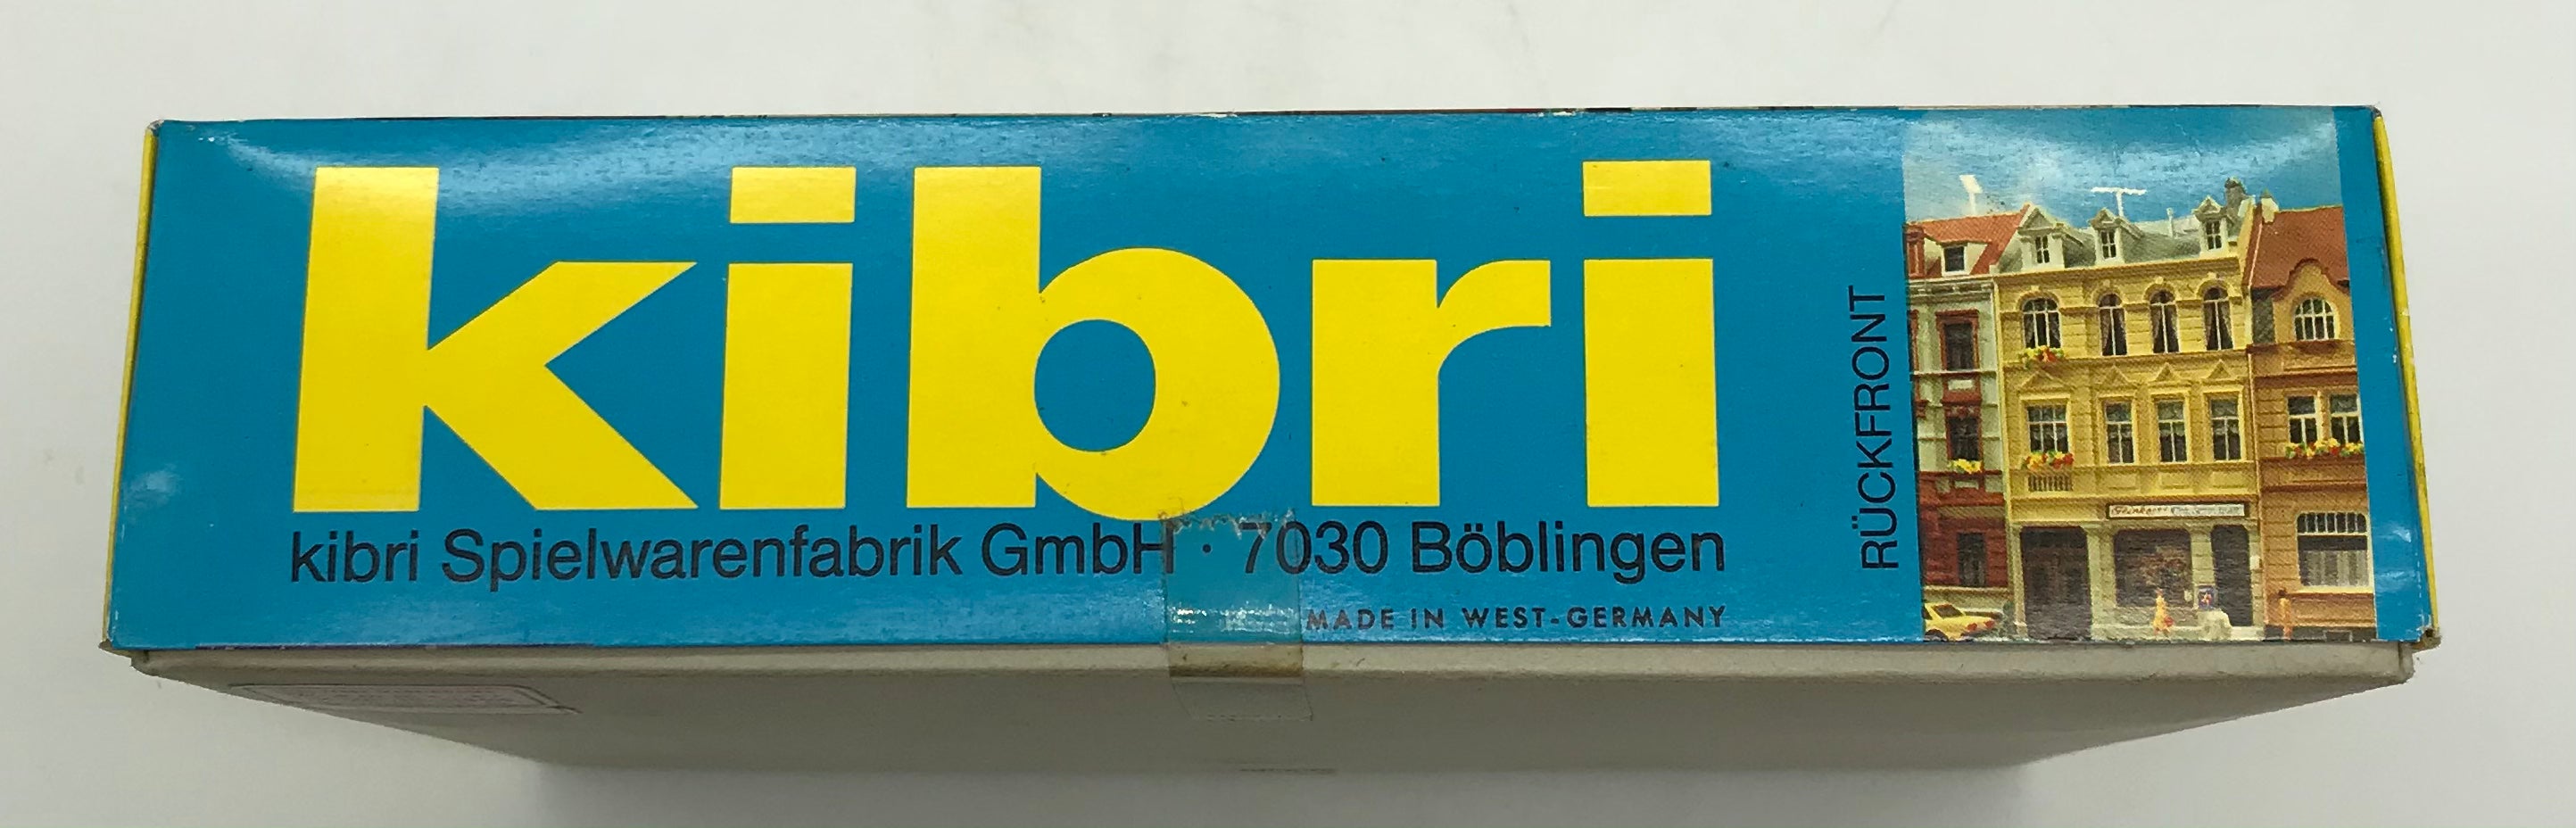 kibri
kibri Spielwarenfabrik GmbH · 7030 Böblingen
MADE IN WEST-GERMANY
RÜCKFRONT